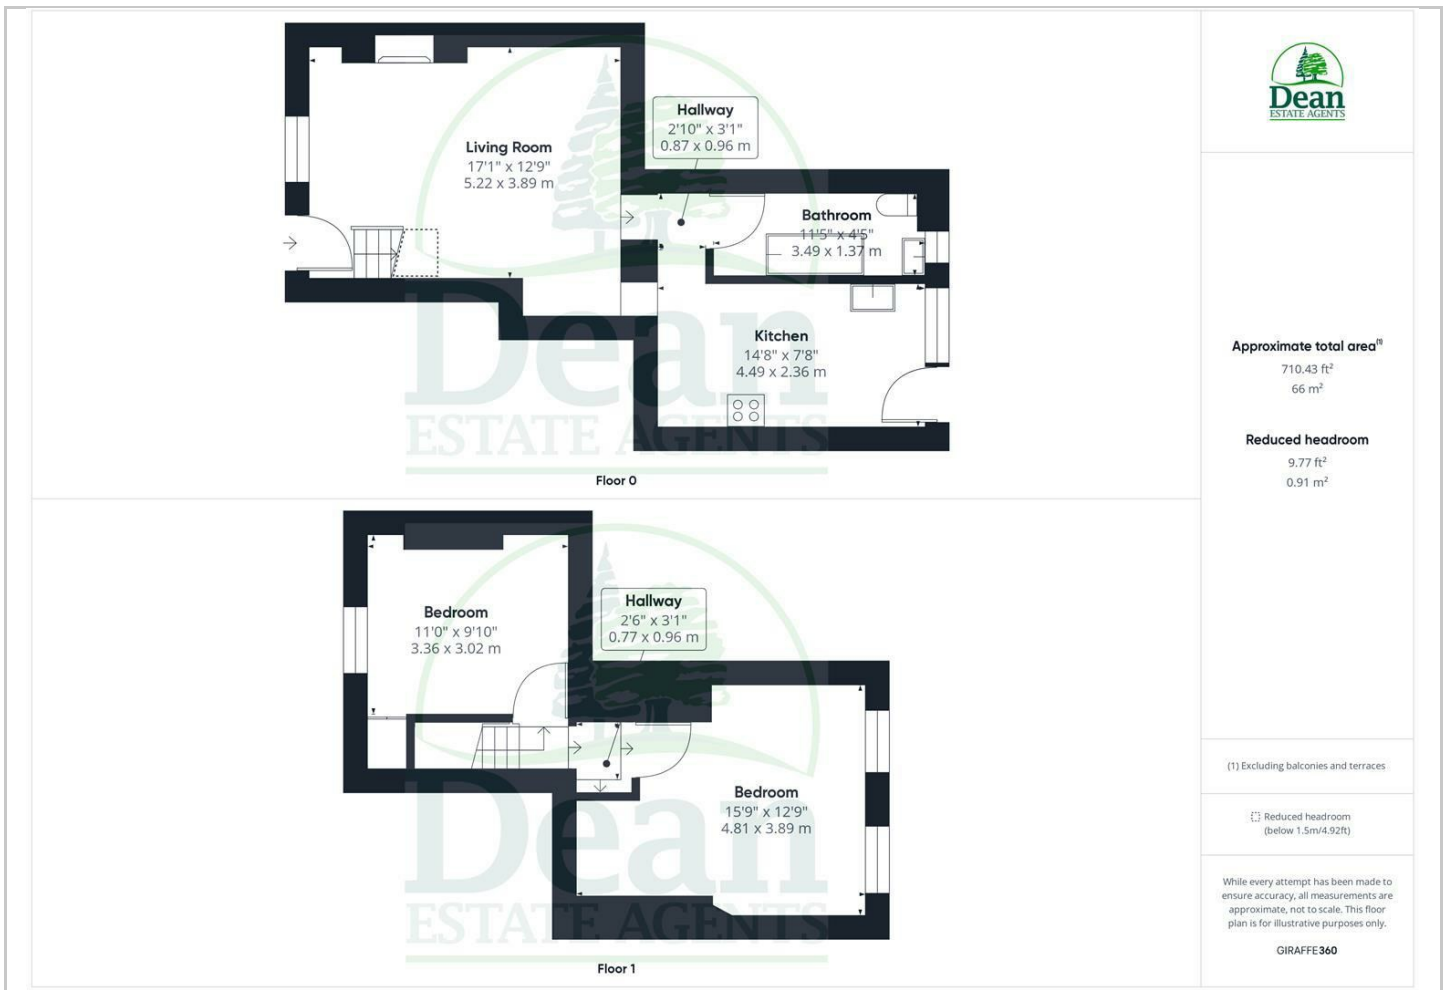 Living Room
17'1" x 12'9"
5.22 x 3.89 m
Hallway
2'10" x 3'1"
0.87 x 0.96 m
Bathroom
11'5" x 4'5"
3.49 x 1.37 m
Kitchen
14'8" x 7'8"
4.49 x 2.36 m
Dean
ESTATE AGENTS
Floor 0
Bedroom
11'0" x 9'10"
3.36 x 3.02 m
Hallway
2'6" x 3'1"
0.77 x 0.96 m
Bedroom
15'9" x 12'9"
4.81 x 3.89 m
Dean
ESTATE AGENTS
Floor 1
Dean
ESTATE AGENTS
Approximate total area(1)
710.43 ft²
66 m²
Reduced headroom
9.77 ft²
0.91 m²
(1) Excluding balconies and terraces
Reduced headroom
(below 1.5m/4.92ft)
While every attempt has been made to
ensure accuracy, all measurements are
approximate, not to scale. This floor
plan is for illustrative purposes only.
GIRAFFE360